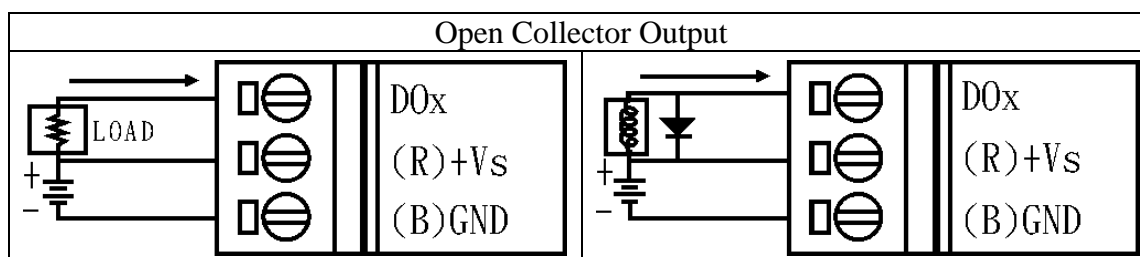 Open Collector Output
LOAD
+
-
DOx
(R)+Vs
(B)GND
+
-
DOx
(R)+Vs
(B)GND